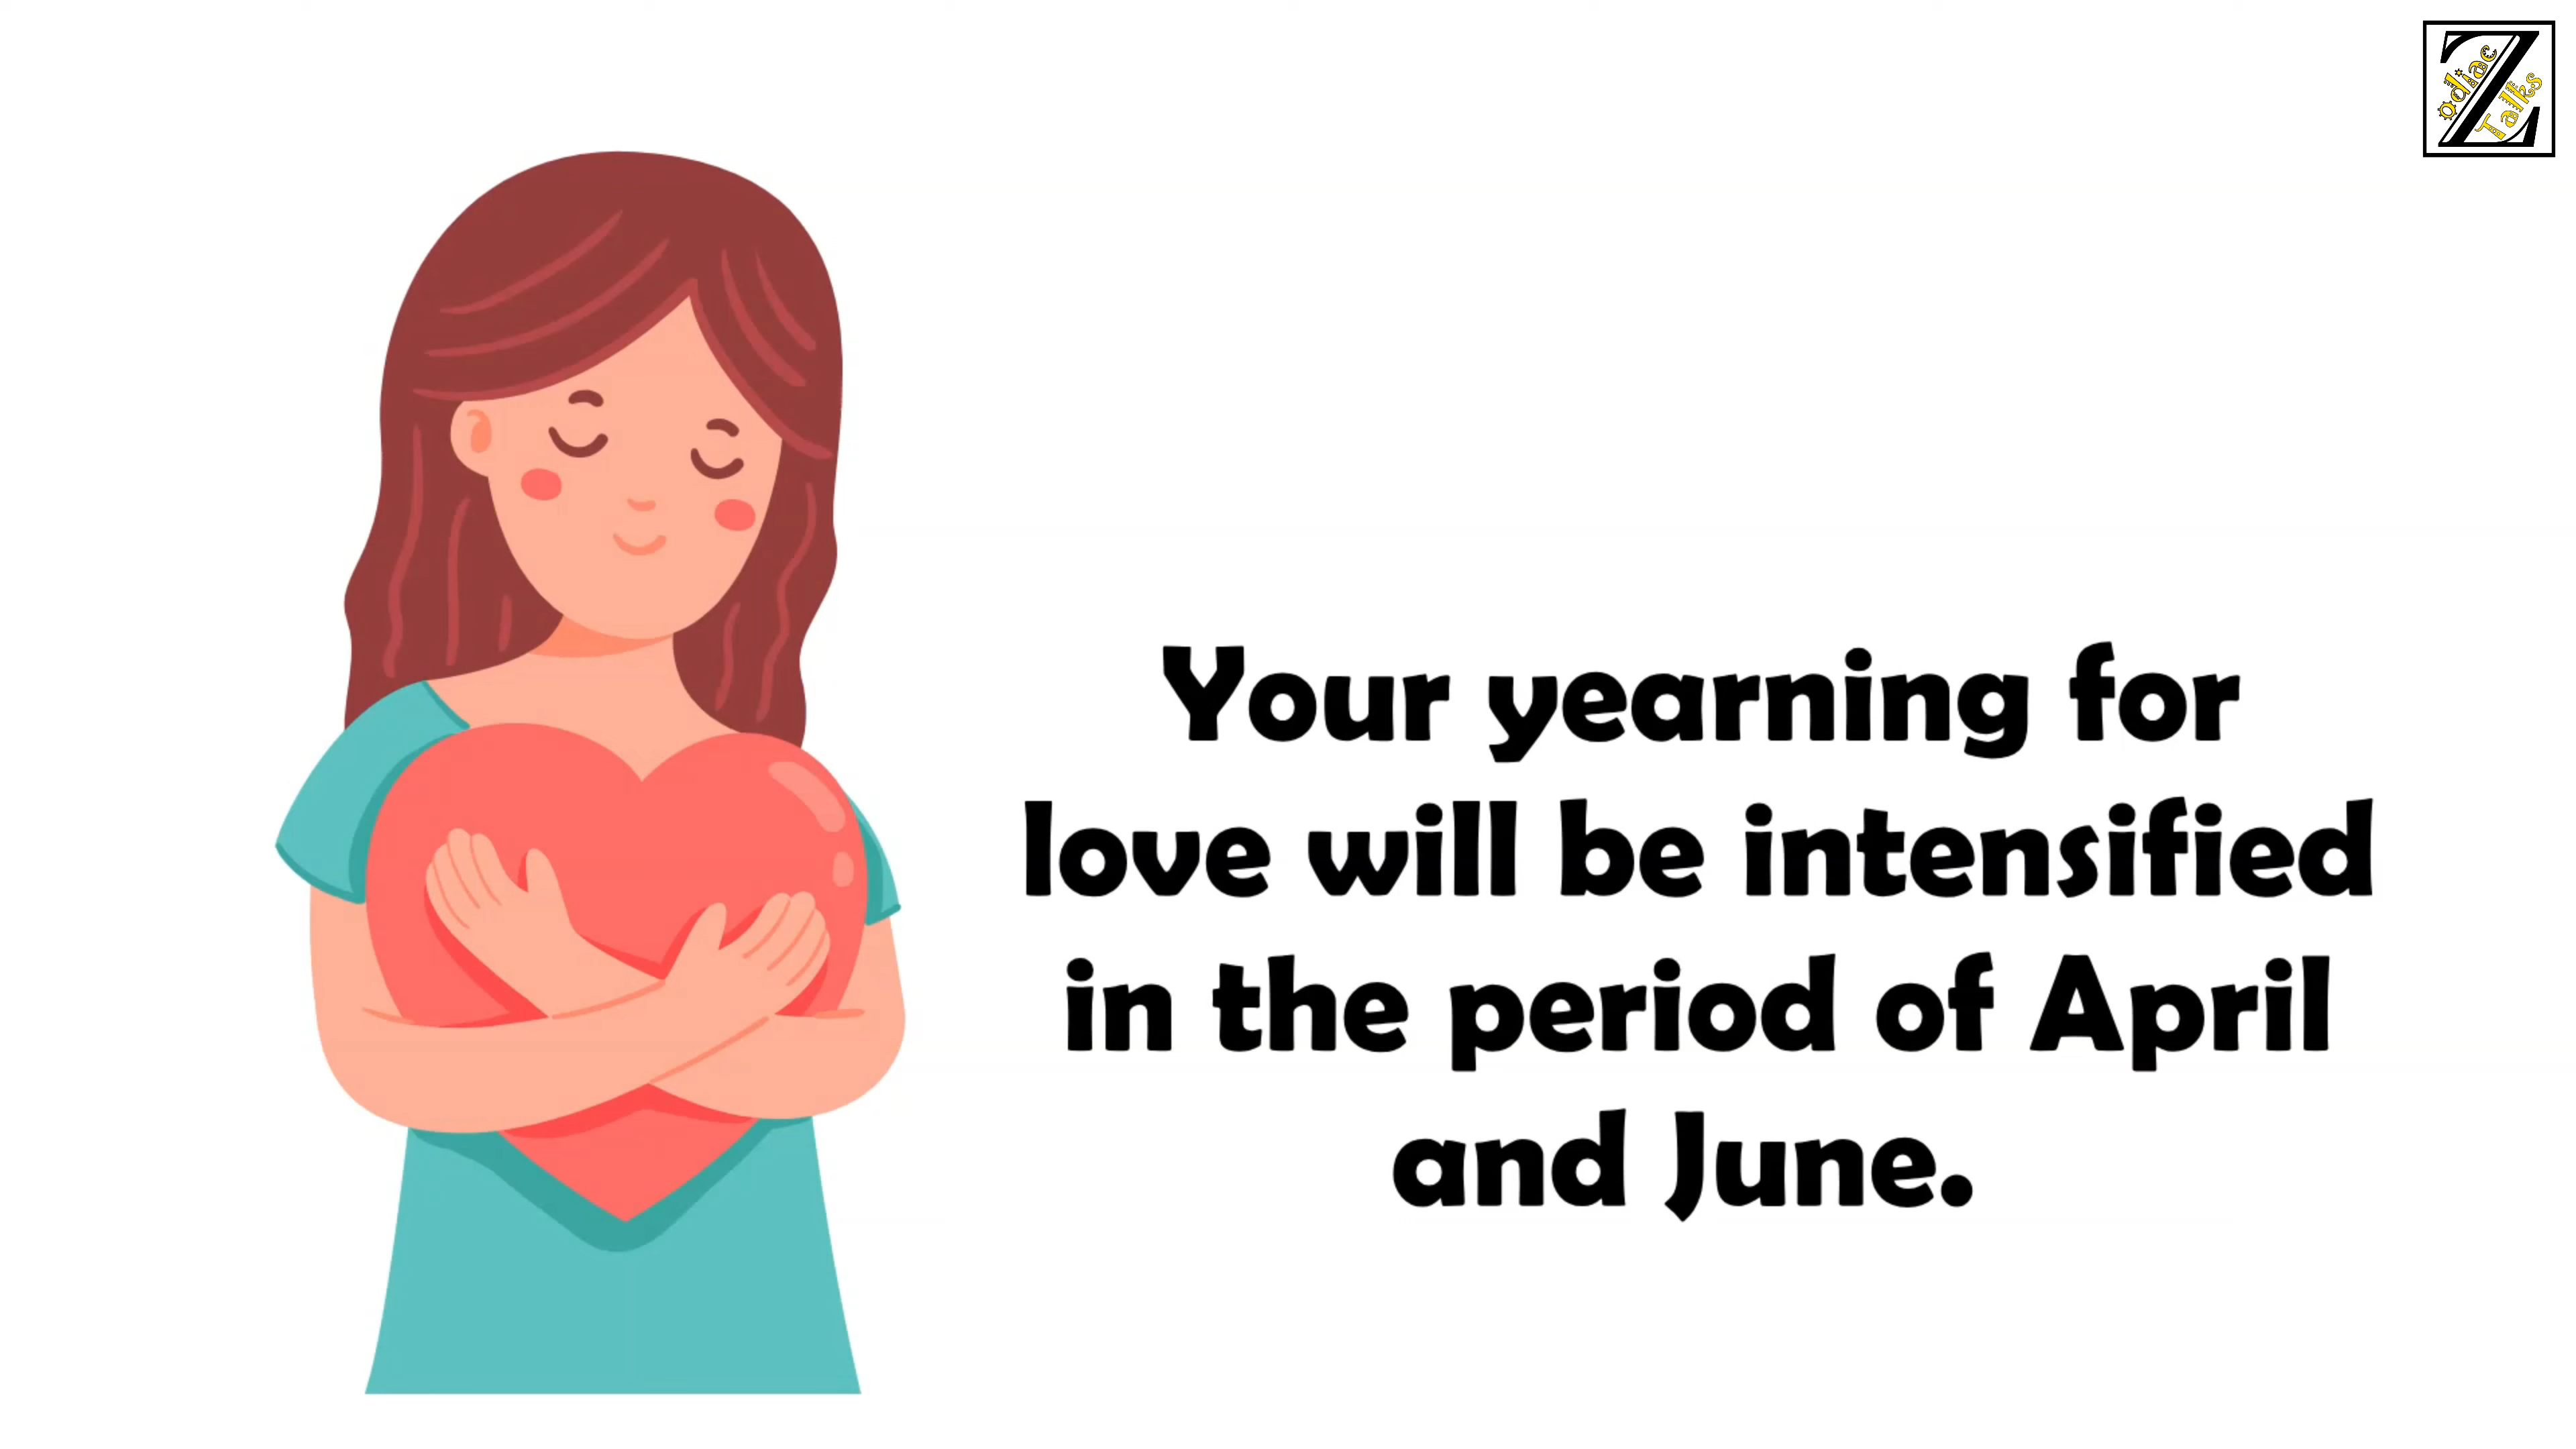 Zodiac
Talks
Your yearning for
love will be intensified
in the period of April
and June.